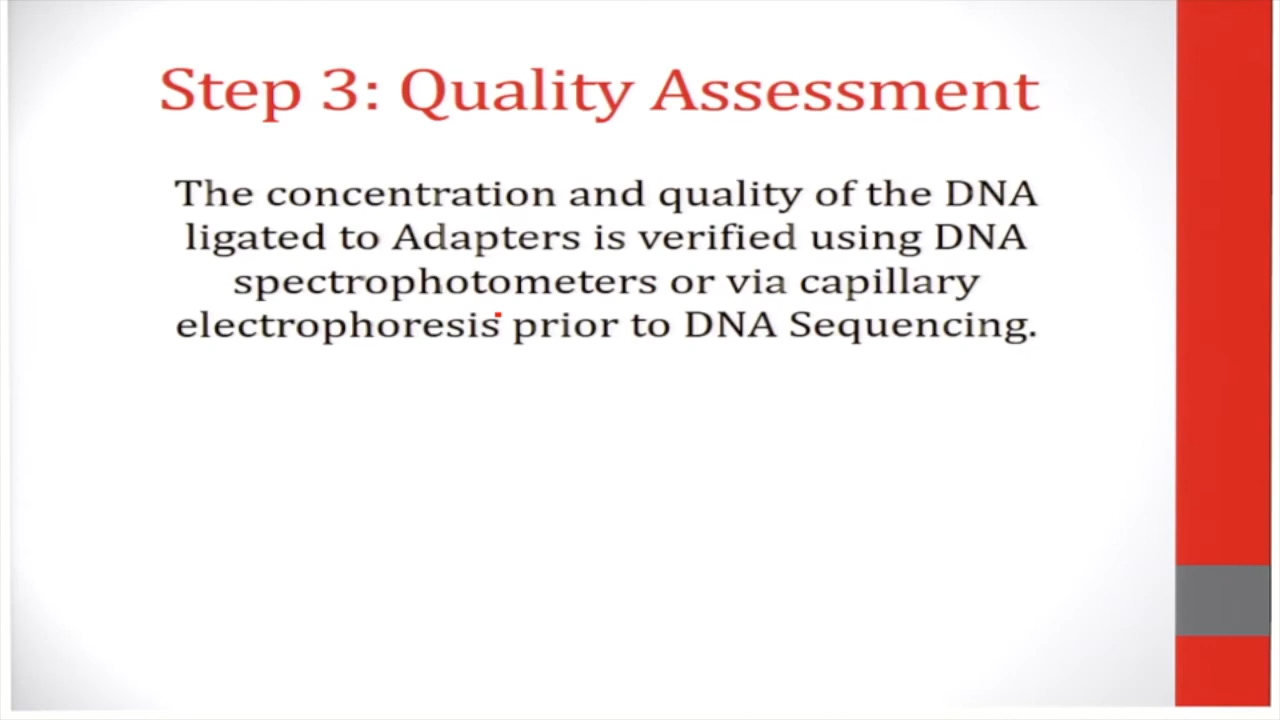 Step 3: Quality Assessment
The concentration and quality of the DNA
ligated to Adapters is verified using DNA
spectrophotometers or via capillary
electrophoresis prior to DNA Sequencing.